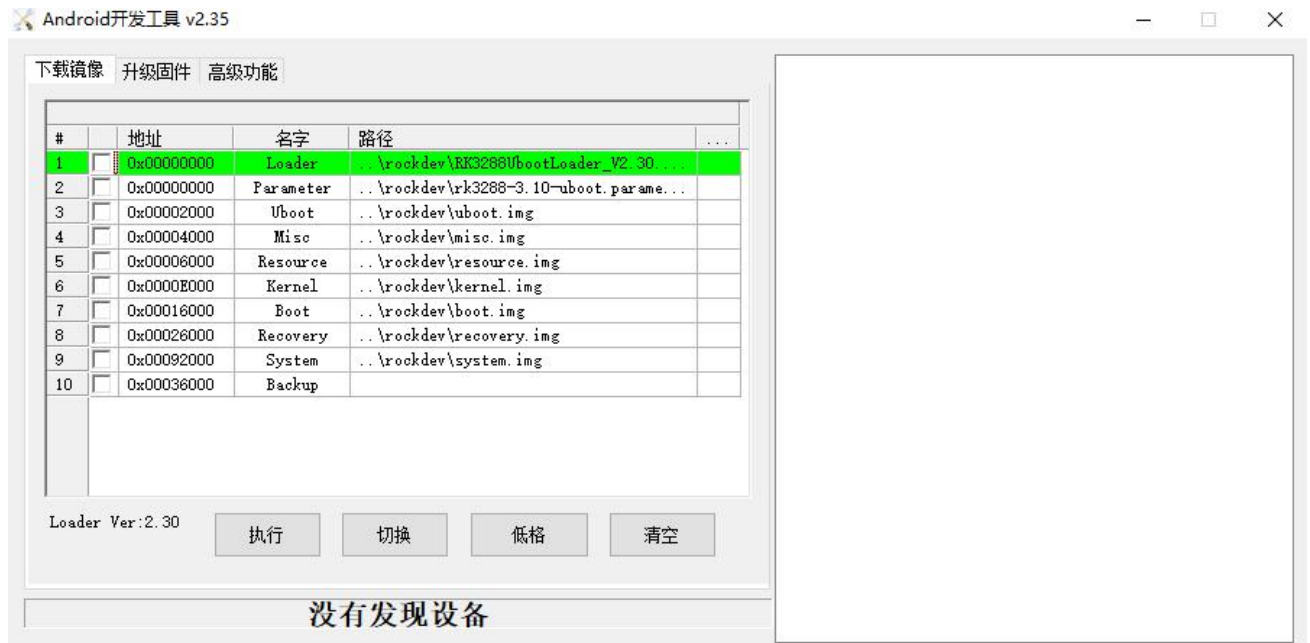 Android开发工具 v2.35
下载镜像 升级固件 高级功能
# 地址 名字 路径 ...
1 0x00000000 Loader ..\rockdev\RK3288UbootLoader_V2.30....
2 0x00000000 Parameter ..\rockdev\rk3288-3.10-uboot.parame...
3 0x00002000 Uboot ..\rockdev\uboot.img
4 0x00004000 Misc ..\rockdev\misc.img
5 0x00006000 Resource ..\rockdev\resource.img
6 0x0000E000 Kernel ..\rockdev\kernel.img
7 0x00016000 Boot ..\rockdev\boot.img
8 0x00026000 Recovery ..\rockdev\recovery.img
9 0x00092000 System ..\rockdev\system.img
10 0x00036000 Backup
Loader Ver:2.30 执行 切换 低格 清空
没有发现设备